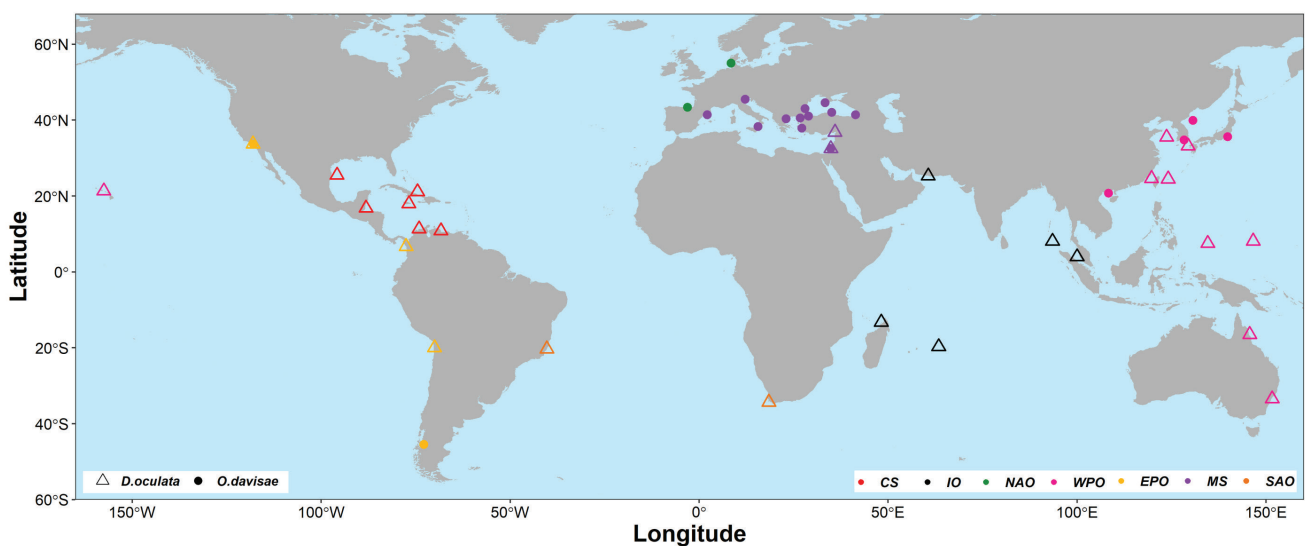 Latitude
60°N
40°N
20°N
0°
20°S
40°S
60°S
D.oculata O.davisae
CS IO NAO WPO EPO MS SAO
150°W 100°W 50°W 0° 50°E 100°E 150°E
Longitude